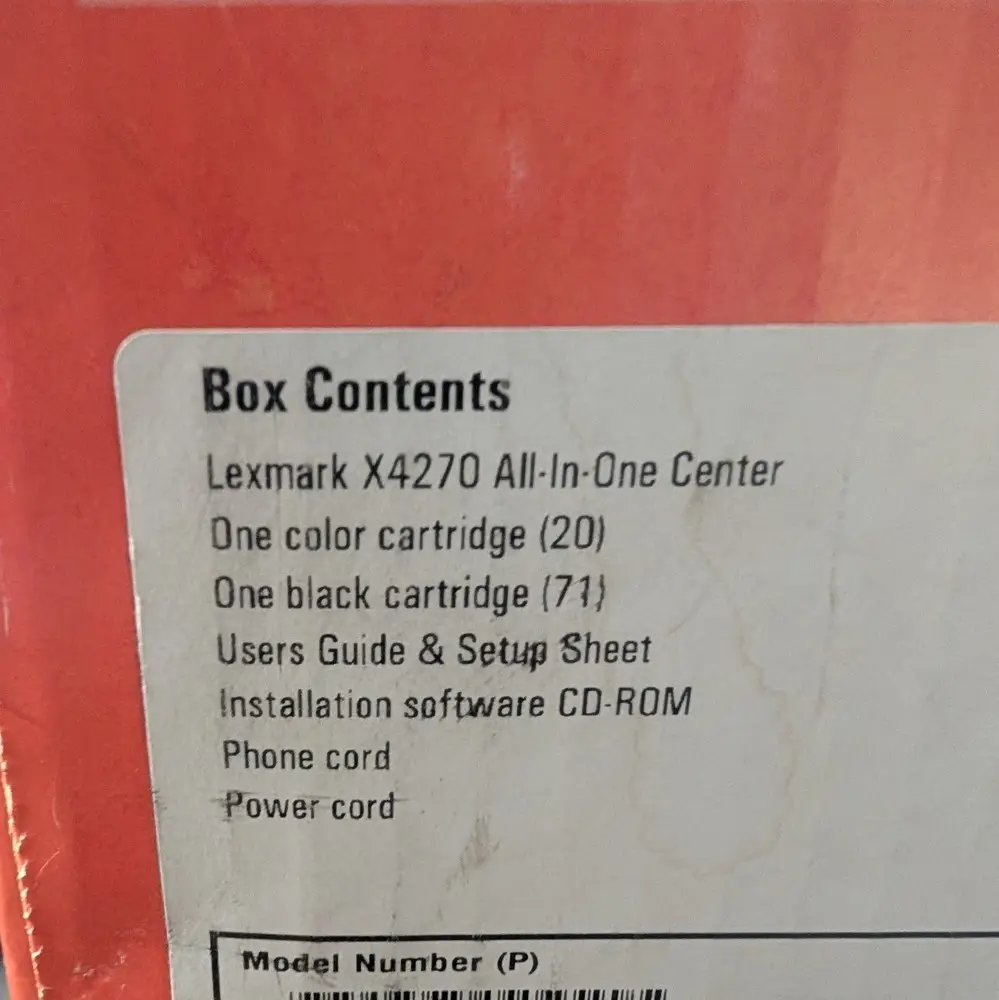 Box Contents
Lexmark X4270 All-In-One Center
One color cartridge (20)
One black cartridge (71)
Users Guide & Setup Sheet
Installation software CD-ROM
Phone cord
Power cord
Model Number (P)